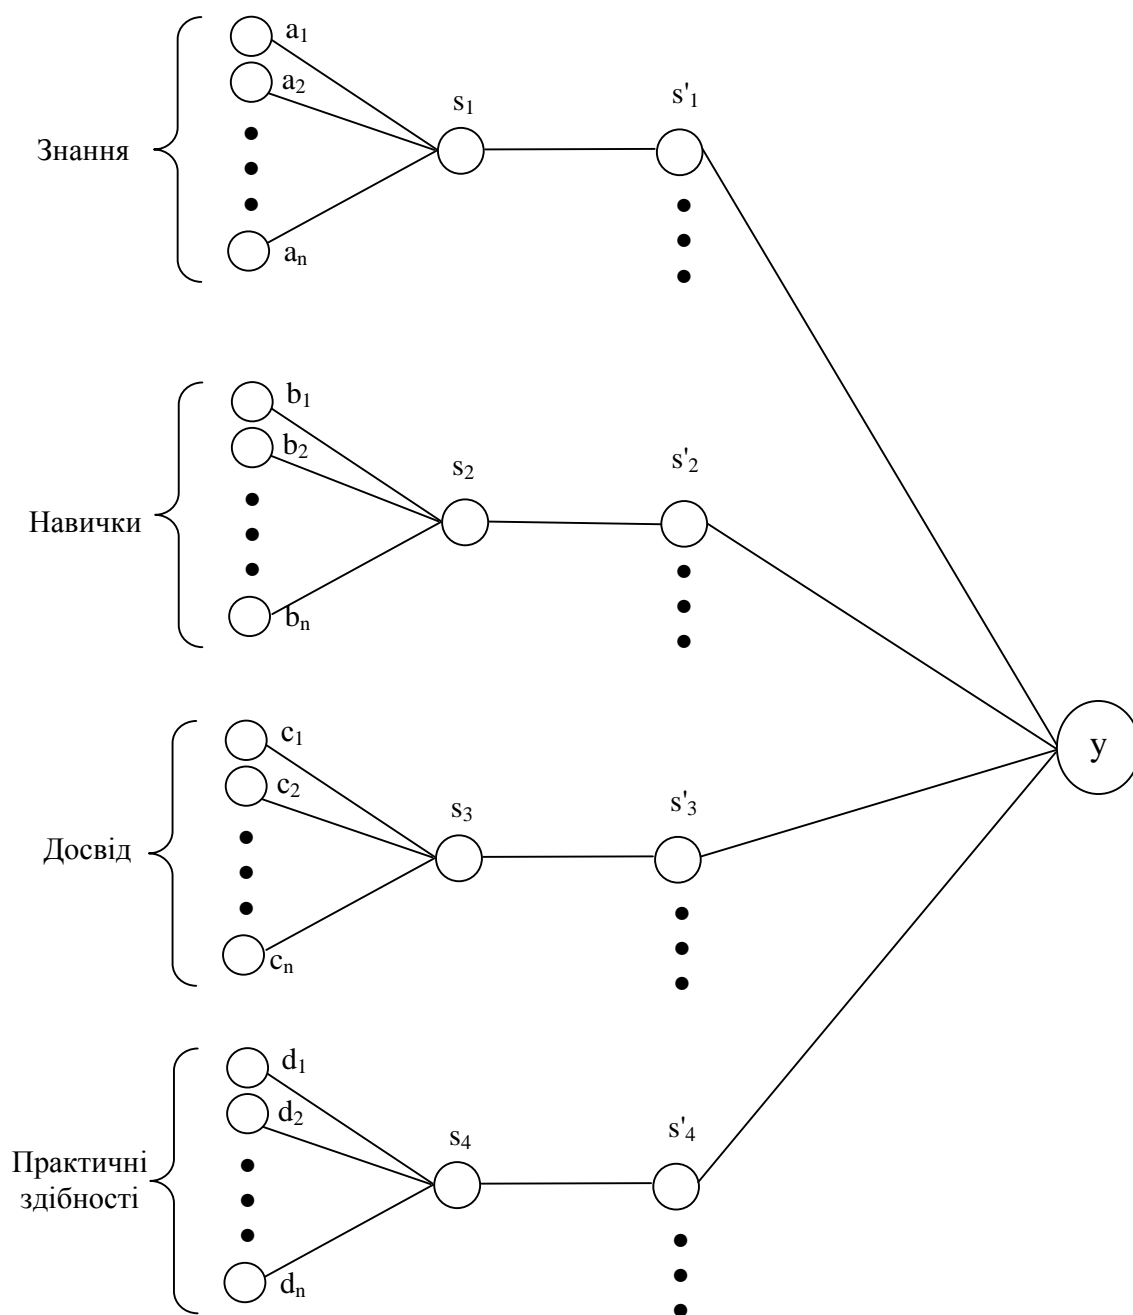 a1
a2
s1
s'1
Знання
an
b1
b2
s2
s'2
Навички
bn
c1
c2
s3
s'3
y
Досвід
cn
d1
d2
s4
s'4
Практичні
здібності
dn